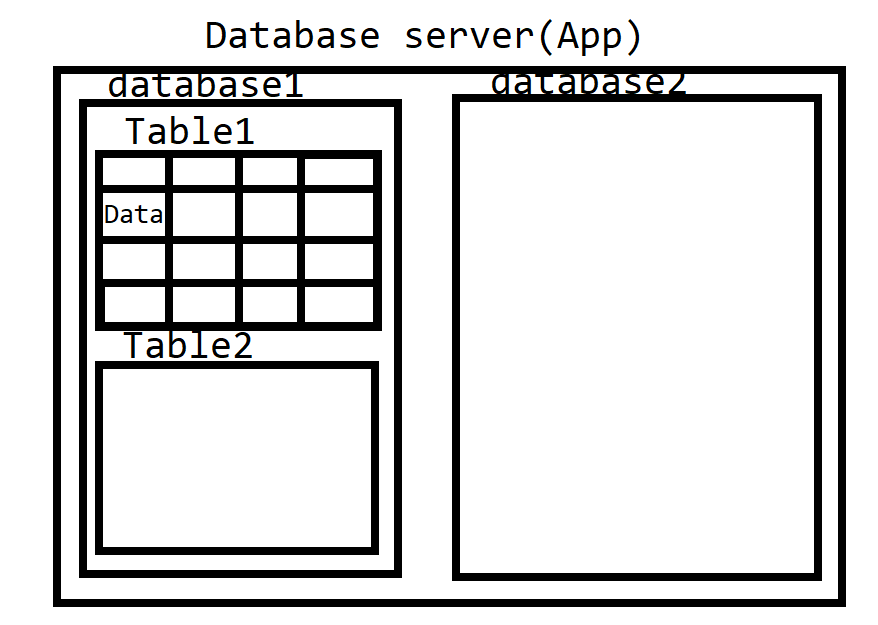 Database server(App)
database1
database2
Table1
Data
Table2